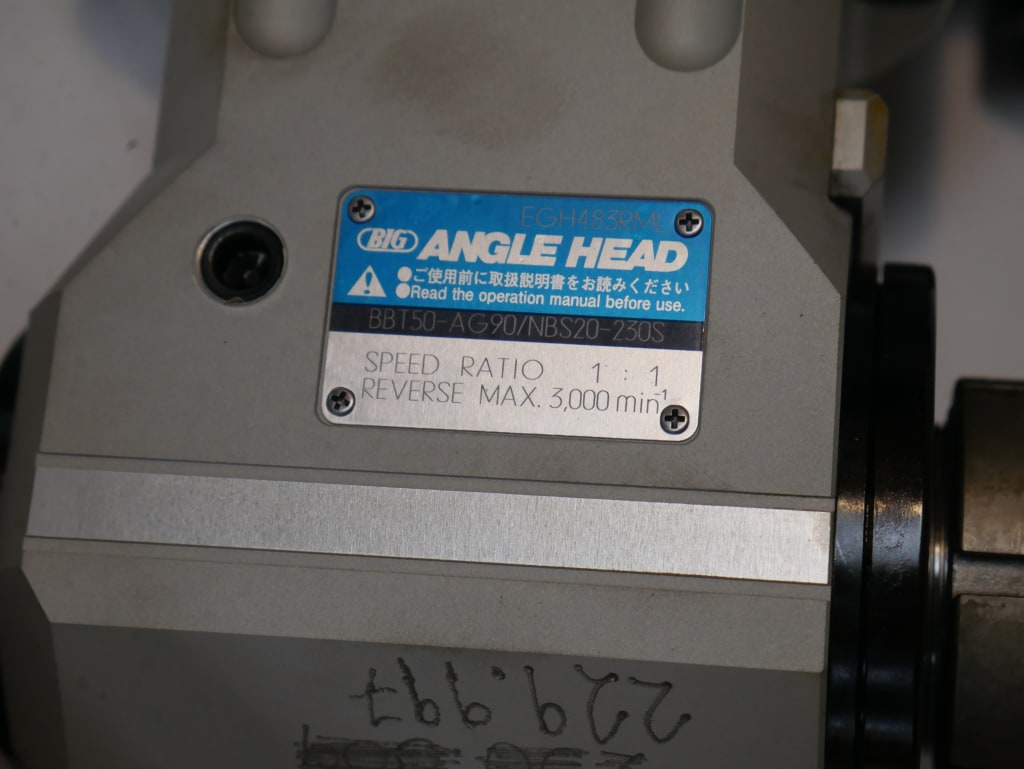 EGH483RML
BIG ANGLE HEAD
●ご使用前に取扱説明書をお読みください
●Read the operation manual before use.
BBT50-AG90/NBS20-230S
SPEED RATIO 1 : 1
REVERSE MAX. 3,000 min⁻¹
229.997